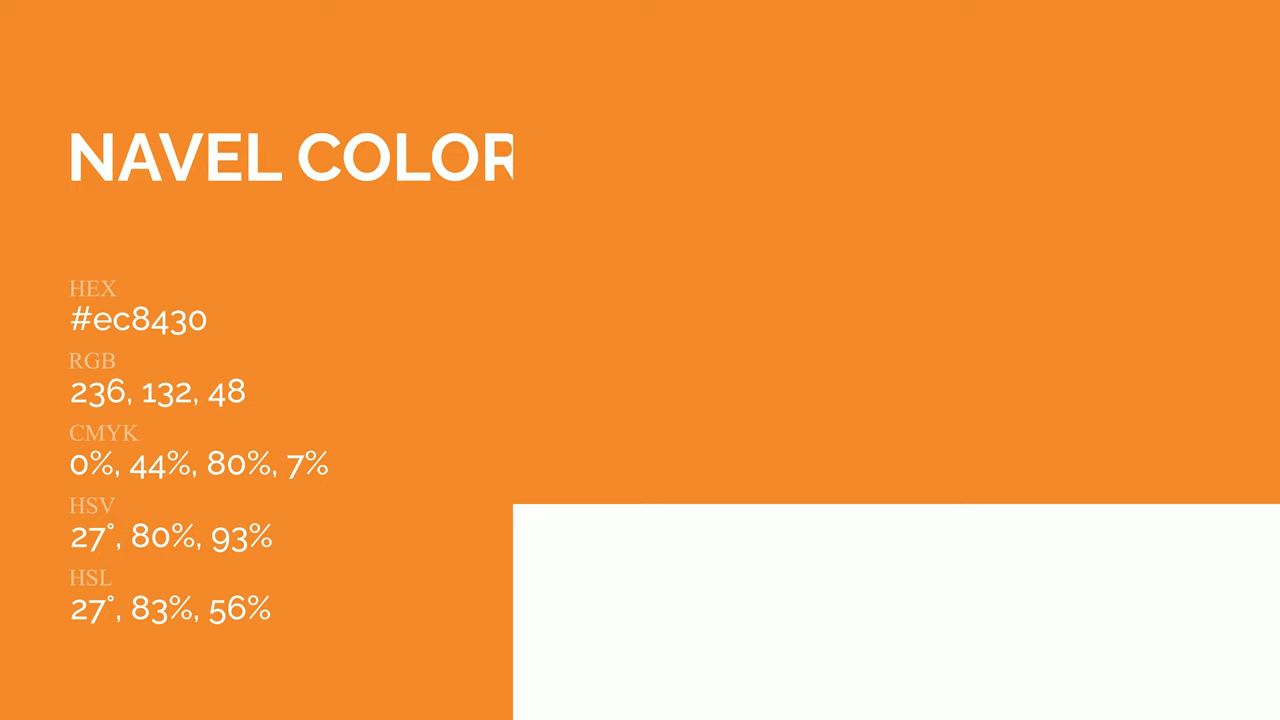 NAVEL COLOR
HEX
#ec8430
RGB
236, 132, 48
CMYK
0%, 44%, 80%, 7%
HSV
27°, 80%, 93%
HSL
27°, 83%, 56%